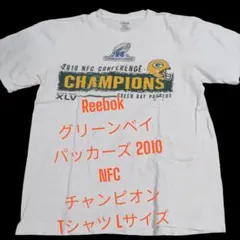 2010 NFC CONFERENCE
CHAMPIONS
XLV GREEN BAY PACKERS
Reebok
グリーンベイ
パッカーズ 2010
NFC
チャンピオン
Tシャツ Lサイズ